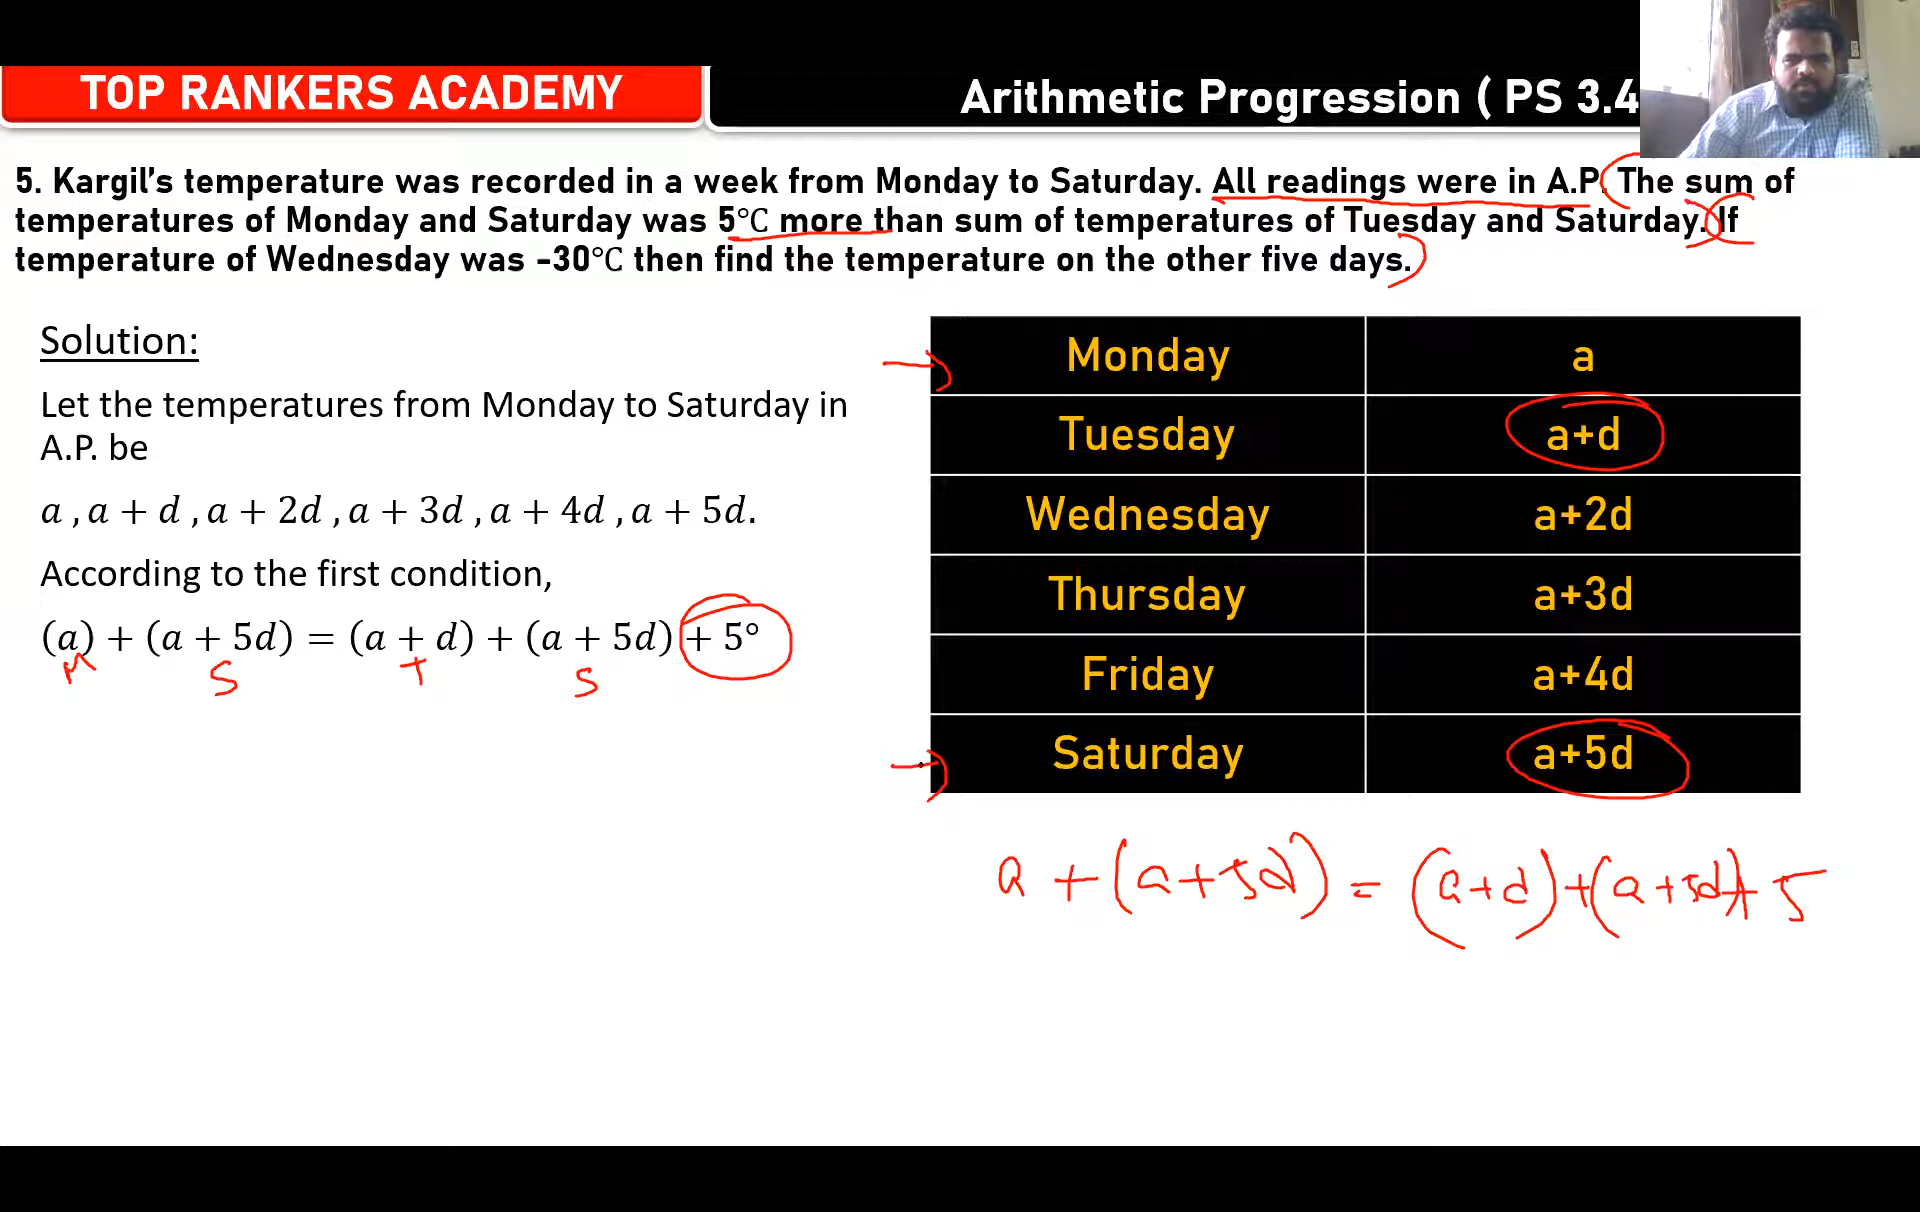 TOP RANKERS ACADEMY
Arithmetic Progression ( PS 3.4
5. Kargil's temperature was recorded in a week from Monday to Saturday. All readings were in A.P. The sum of
temperatures of Monday and Saturday was 5°C more than sum of temperatures of Tuesday and Saturday. If
temperature of Wednesday was -30°C then find the temperature on the other five days.
Solution:
Let the temperatures from Monday to Saturday in
A.P. be
a , a + d , a + 2d , a + 3d , a + 4d , a + 5d.
According to the first condition,
(a) + (a + 5d) = (a + d) + (a + 5d) + 5°
M S T S
Monday a
Tuesday a+d
Wednesday a+2d
Thursday a+3d
Friday a+4d
Saturday a+5d
a + (a+5d) = (a+d)+(a+5d)+ 5